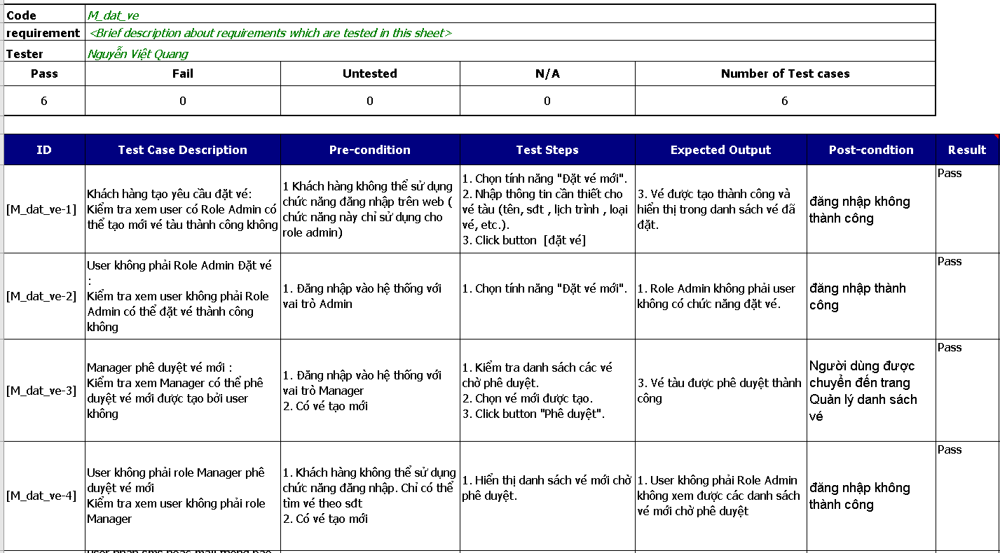 Code M_dat_ve
requirement <Brief description about requirements which are tested in this sheet>
Tester Nguyễn Việt Quang
Pass Fail Untested N/A Number of Test cases
6 0 0 0 6
ID Test Case Description Pre-condition Test Steps Expected Output Post-condtion Result
[M_dat_ve-1]
Khách hàng tạo yêu cầu đặt vé:
Kiểm tra xem user có Role Admin có
thể tạo mới vé tàu thành công không
1 Khách hàng không thể sử dụng
chức năng đăng nhập trên web (
chức năng này chỉ sử dụng cho
role admin)
1. Chọn tính năng "Đặt vé mới".
2. Nhập thông tin cần thiết cho
vé tàu (tên, sđt , lịch trình , loại
vé, etc.).
3. Click button [đặt vé]
3. Vé được tạo thành công và
hiển thị trong danh sách vé đã
đặt.
đăng nhập không
thành công
Pass
[M_dat_ve-2]
User không phải Role Admin Đặt vé
:
Kiểm tra xem user không phải Role
Admin có thể đặt vé thành công
không
1. Đăng nhập vào hệ thống với
vai trò Admin
1. Chọn tính năng "Đặt vé mới".
1. Role Admin không phải user
không có chức năng đặt vé.
đăng nhập thành
công
Pass
[M_dat_ve-3]
Manager phê duyệt vé mới :
Kiểm tra xem Manager có thể phê
duyệt vé mới được tạo bởi user
không
1. Đăng nhập vào hệ thống với
vai trò Manager
2. Có vé tạo mới
1. Kiểm tra danh sách các vé
chờ phê duyệt.
2. Chọn vé mới được tạo.
3. Click button "Phê duyệt".
3. Vé tàu được phê duyệt thành
công
Người dùng được
chuyển đến trang
Quản lý danh sách
vé
Pass
[M_dat_ve-4]
User không phải role Manager phê
duyệt vé mới
Kiểm tra xem user không phải role
Manager
1. Khách hàng không thể sử dụng
chức năng đăng nhập. Chỉ có thể
tìm vé theo sđt
2. Có vé tạo mới
1. Hiển thị danh sách vé mới chờ
phê duyệt.
1. User không phải Role Admin
không xem được các danh sách
vé mới chờ phê duyệt
đăng nhập không
thành công
Pass